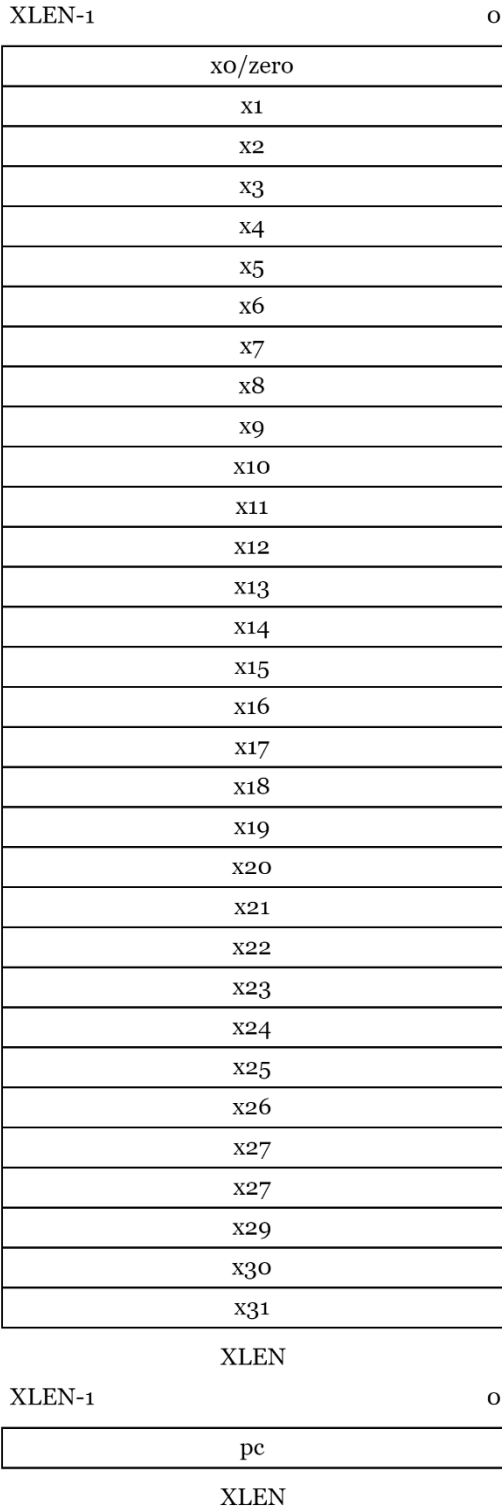 XLEN-1 0
x0/zero
x1
x2
x3
x4
x5
x6
x7
x8
x9
x10
x11
x12
x13
x14
x15
x16
x17
x18
x19
x20
x21
x22
x23
x24
x25
x26
x27
x27
x29
x30
x31
XLEN
XLEN-1 0
pc
XLEN